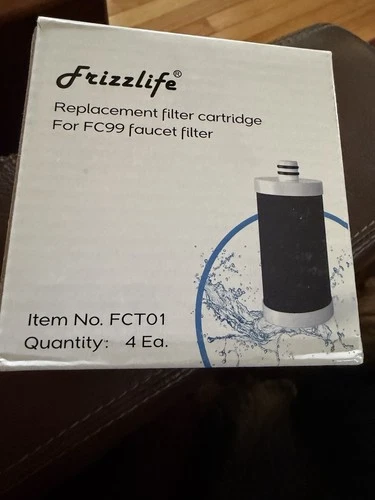 Frizzlife®
Replacement filter cartridge
For FC99 faucet filter
Item No. FCT01
Quantity: 4 Ea.